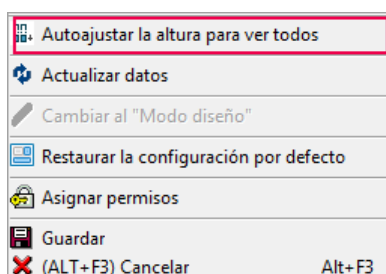 Autoajustar la altura para ver todos
Actualizar datos
Cambiar al "Modo diseño"
Restaurar la configuración por defecto
Asignar permisos
Guardar
(ALT+F3) Cancelar Alt+F3